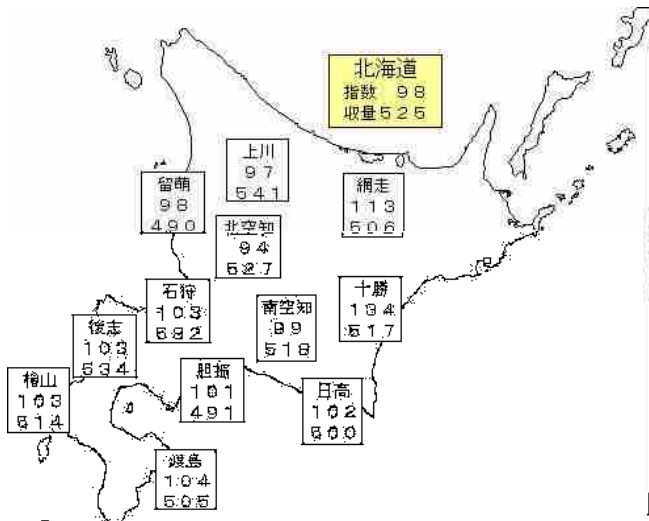 北海道
指数 98
収量525
上川
97
541
留萌
98
490
網走
113
506
北空知
94
527
石狩
103
南空知
99
518
十勝
134
517
後志
103
534
胆振
101
491
檜山
103
514
日高
102
500
渡島
104
505